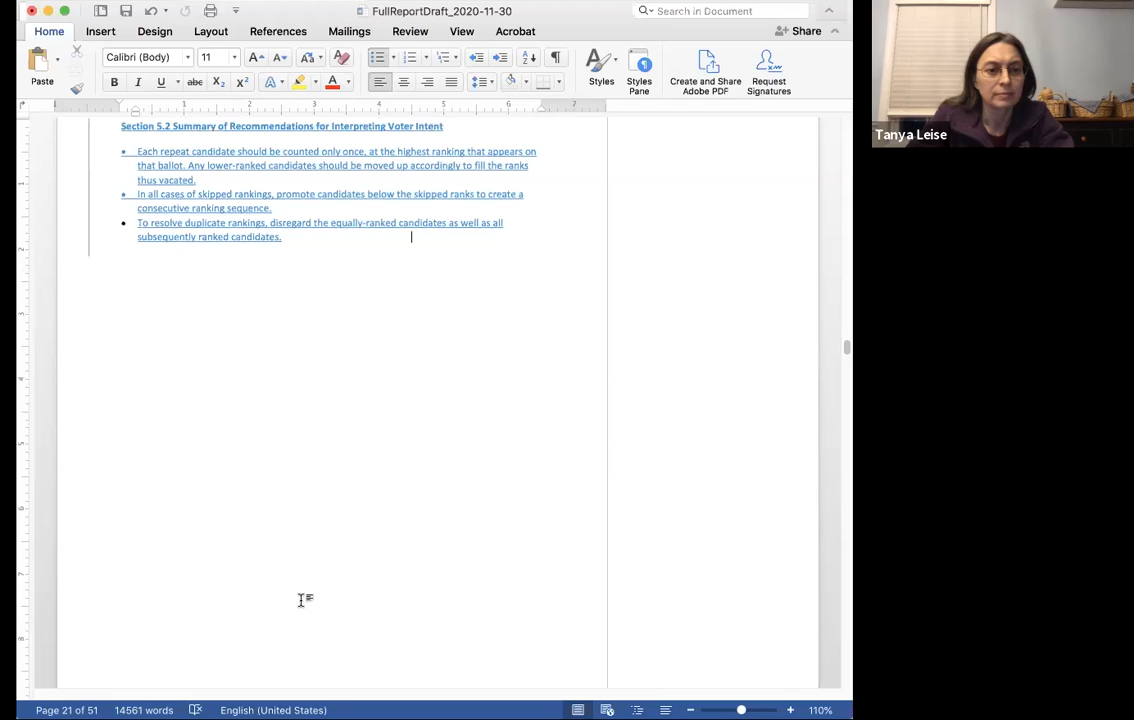 FullReportDraft_2020-11-30
Search in Document
Home Insert Design Layout References Mailings Review View Acrobat Share
Paste
Calibri (Body) 11
Styles
Styles Pane
Create and Share Adobe PDF
Request Signatures
Tanya Leise
Section 5.2 Summary of Recommendations for Interpreting Voter Intent
• Each repeat candidate should be counted only once, at the highest ranking that appears on
that ballot. Any lower-ranked candidates should be moved up accordingly to fill the ranks
thus vacated.
• In all cases of skipped rankings, promote candidates below the skipped ranks to create a
consecutive ranking sequence.
• To resolve duplicate rankings, disregard the equally-ranked candidates as well as all
subsequently ranked candidates.
Page 21 of 51 14561 words English (United States) 110%